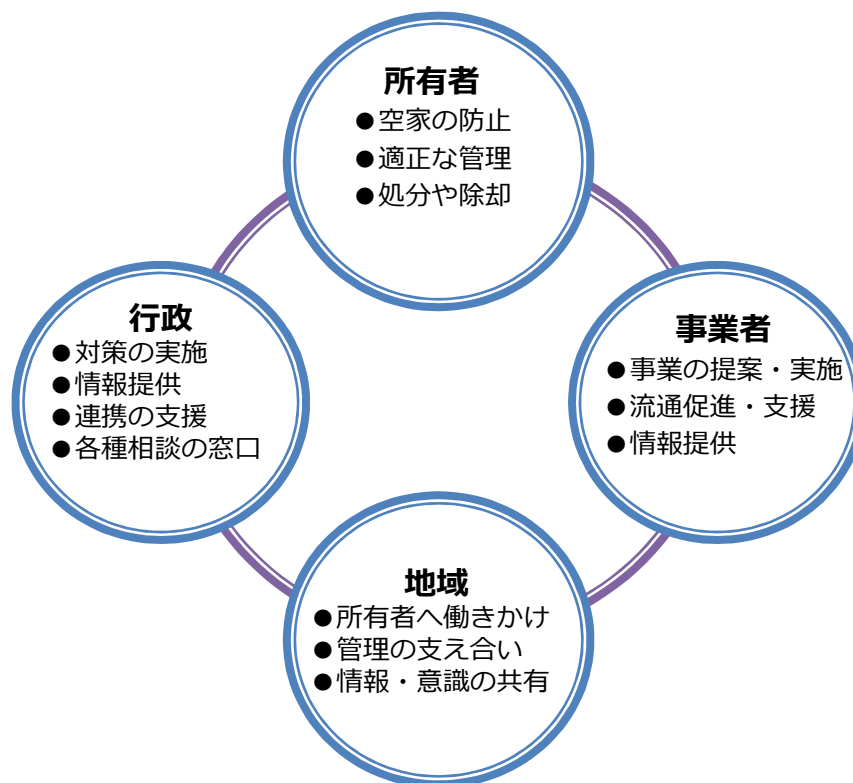 所有者
●空家の防止
●適正な管理
●処分や除却
行政
●対策の実施
●情報提供
●連携の支援
●各種相談の窓口
事業者
●事業の提案・実施
●流通促進・支援
●情報提供
地域
●所有者へ働きかけ
●管理の支え合い
●情報・意識の共有